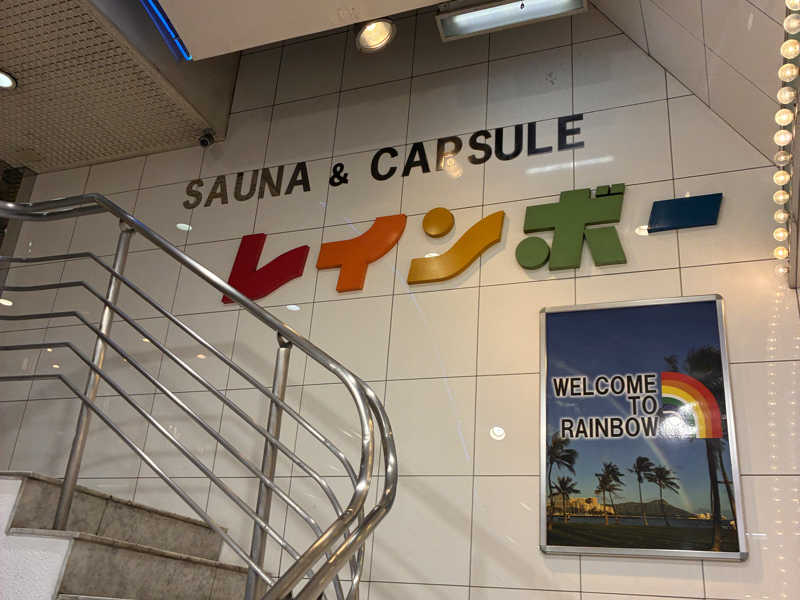 SAUNA & CAPSULE
レインボー
WELCOME
TO
RAINBOW